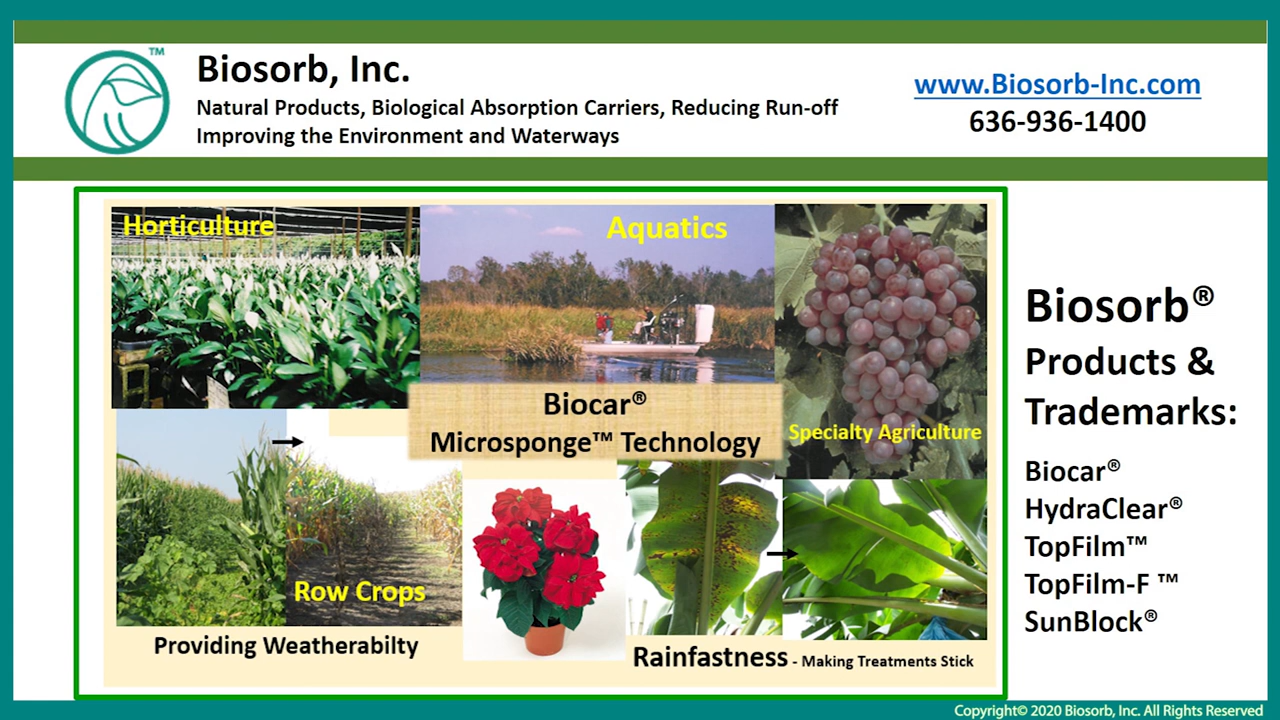 ™
Biosorb, Inc.
Natural Products, Biological Absorption Carriers, Reducing Run-off
Improving the Environment and Waterways
www.Biosorb-Inc.com
636-936-1400
Horticulture
Aquatics
Biocar®
Microsponge™ Technology
Specialty Agriculture
Row Crops
Providing Weatherabilty
Rainfastness - Making Treatments Stick
Biosorb®
Products &
Trademarks:
Biocar®
HydraClear®
TopFilm™
TopFilm-F ™
SunBlock®
Copyright© 2020 Biosorb, Inc. All Rights Reserved